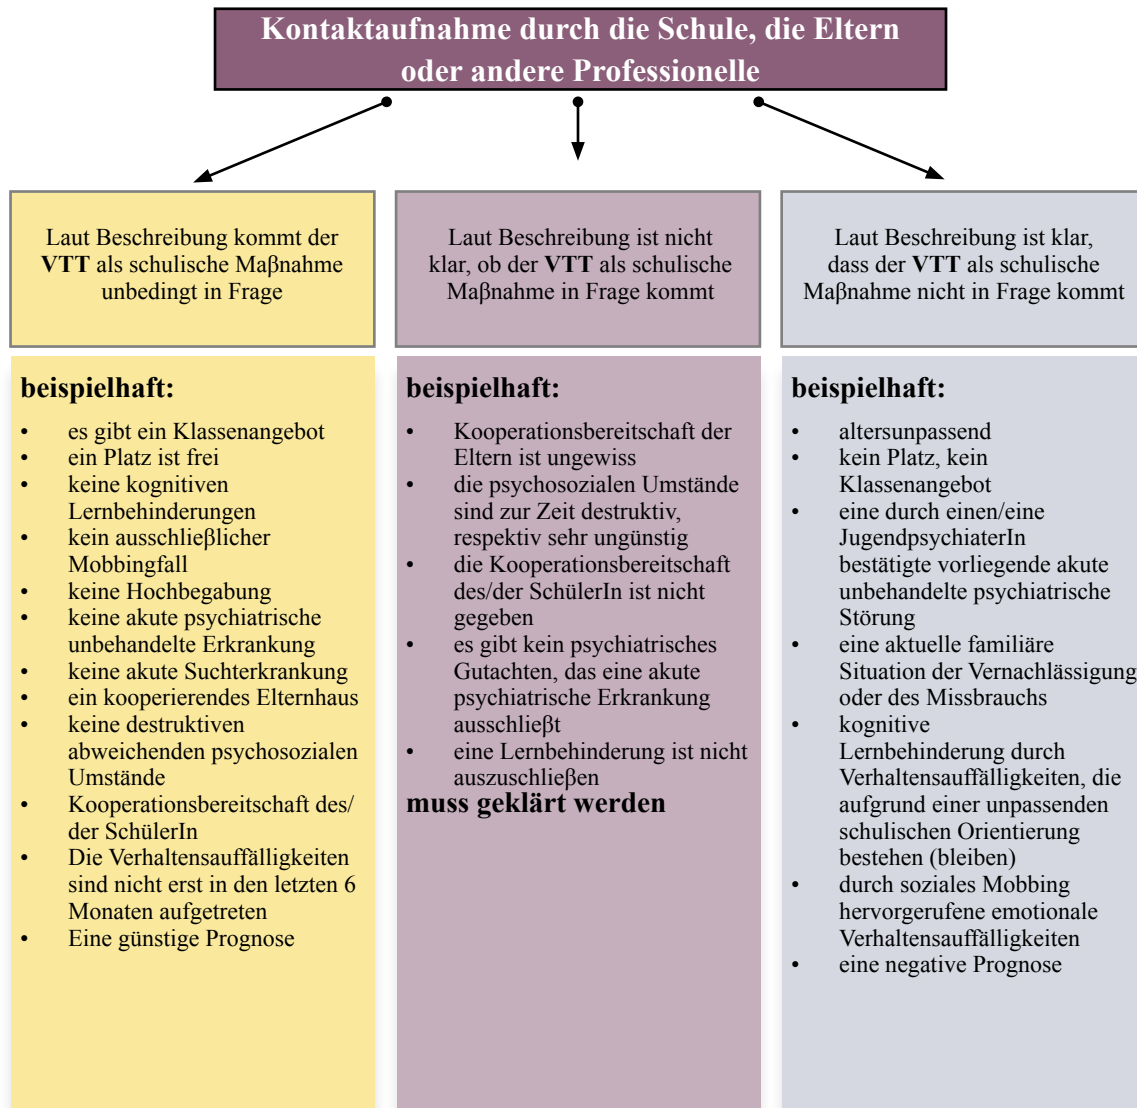 Kontaktaufnahme durch die Schule, die Eltern
oder andere Professionelle
Laut Beschreibung kommt der
VTT als schulische Maβnahme
unbedingt in Frage
Laut Beschreibung ist nicht
klar, ob der VTT als schulische
Maβnahme in Frage kommt
Laut Beschreibung ist klar,
dass der VTT als schulische
Maβnahme nicht in Frage kommt
beispielhaft:
• es gibt ein Klassenangebot
• ein Platz ist frei
• keine kognitiven
Lernbehinderungen
• kein ausschlieβlicher
Mobbingfall
• keine Hochbegabung
• keine akute psychiatrische
unbehandelte Erkrankung
• keine akute Suchterkrankung
• ein kooperierendes Elternhaus
• keine destruktiven
abweichenden psychosozialen
Umstände
• Kooperationsbereitschaft des/
der SchülerIn
• Die Verhaltensauffälligkeiten
sind nicht erst in den letzten 6
Monaten aufgetreten
• Eine günstige Prognose
beispielhaft:
• Kooperationsbereitschaft der
Eltern ist ungewiss
• die psychosozialen Umstände
sind zur Zeit destruktiv,
respektiv sehr ungünstig
• die Kooperationsbereitschaft
des/der SchülerIn ist nicht
gegeben
• es gibt kein psychiatrisches
Gutachten, das eine akute
psychiatrische Erkrankung
ausschlieβt
• eine Lernbehinderung ist nicht
auszuschlieβen
muss geklärt werden
beispielhaft:
• altersunpassend
• kein Platz, kein
Klassenangebot
• eine durch einen/eine
JugendpsychiaterIn
bestätigte vorliegende akute
unbehandelte psychiatrische
Störung
• eine aktuelle familiäre
Situation der Vernachlässigung
oder des Missbrauchs
• kognitive
Lernbehinderung durch
Verhaltensauffälligkeiten, die
aufgrund einer unpassenden
schulischen Orientierung
bestehen (bleiben)
• durch soziales Mobbing
hervorgerufene emotionale
Verhaltensauffälligkeiten
• eine negative Prognose